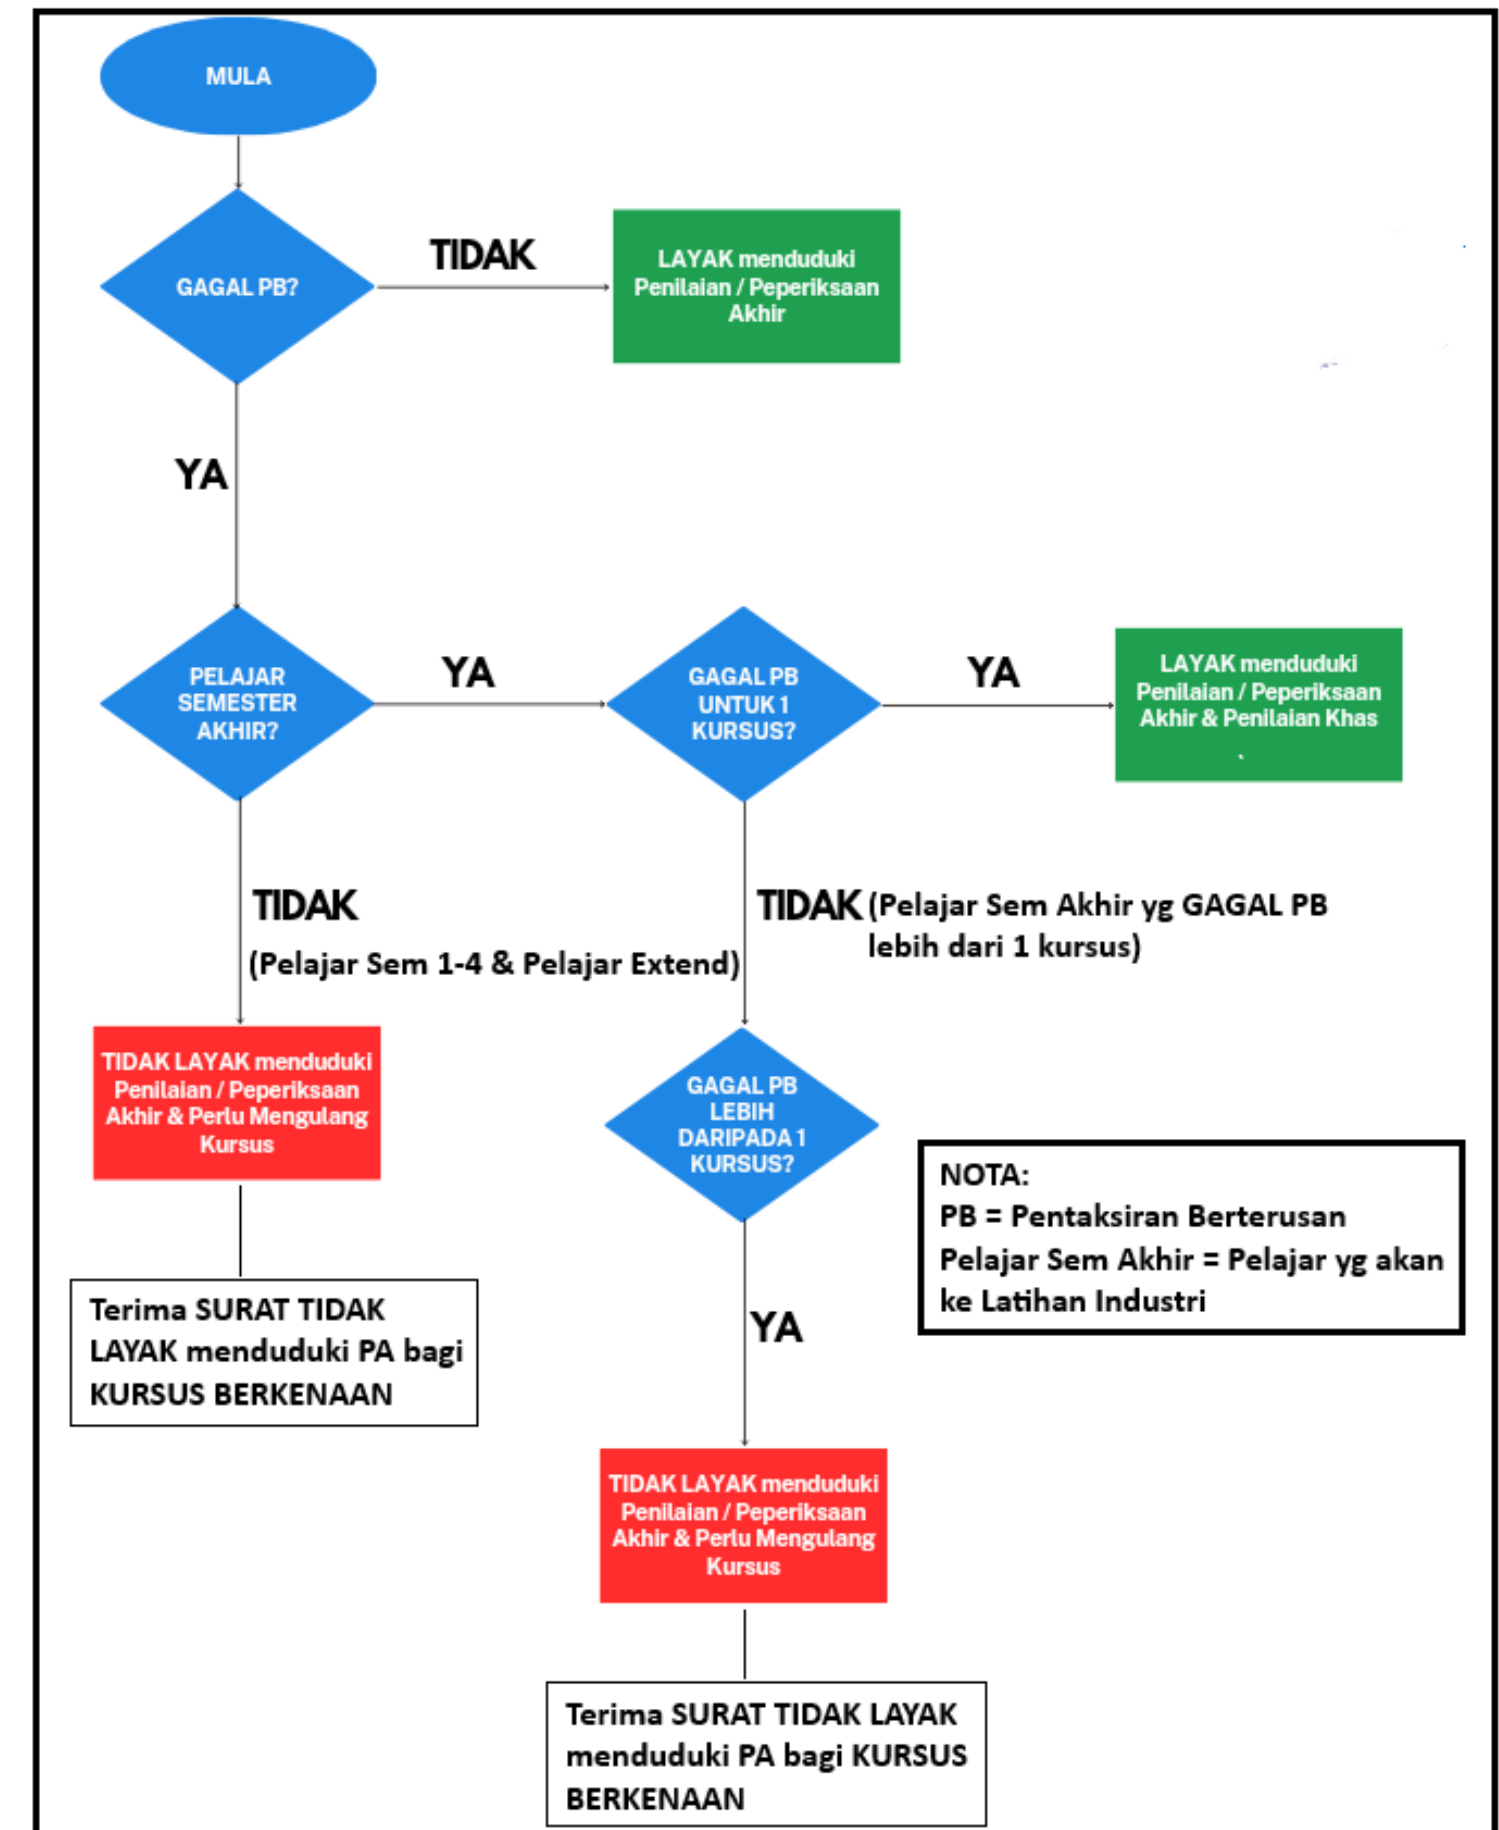 MULA
GAGAL PB?
TIDAK
LAYAK menduduki
Penilaian / Peperiksaan
Akhir
YA
PELAJAR
SEMESTER
AKHIR?
YA
GAGAL PB
UNTUK 1
KURSUS?
YA
LAYAK menduduki
Penilaian / Peperiksaan
Akhir & Penilaian Khas
TIDAK
(Pelajar Sem 1-4 & Pelajar Extend)
TIDAK (Pelajar Sem Akhir yg GAGAL PB
lebih dari 1 kursus)
TIDAK LAYAK menduduki
Penilaian / Peperiksaan
Akhir & Perlu Mengulang
Kursus
GAGAL PB
LEBIH
DARIPADA 1
KURSUS?
NOTA:
PB = Pentaksiran Berterusan
Pelajar Sem Akhir = Pelajar yg akan
ke Latihan Industri
Terima SURAT TIDAK
LAYAK menduduki PA bagi
KURSUS BERKENAAN
YA
TIDAK LAYAK menduduki
Penilaian / Peperiksaan
Akhir & Perlu Mengulang
Kursus
Terima SURAT TIDAK LAYAK
menduduki PA bagi KURSUS
BERKENAAN